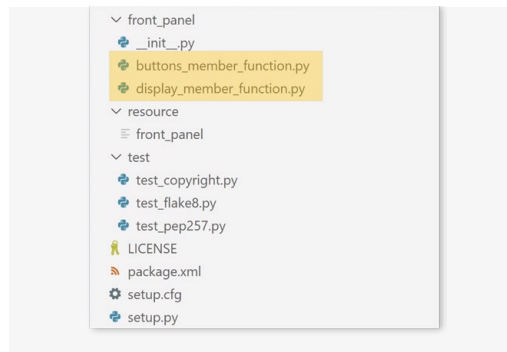 front_panel
__init__.py
buttons_member_function.py
display_member_function.py
resource
front_panel
test
test_copyright.py
test_flake8.py
test_pep257.py
LICENSE
package.xml
setup.cfg
setup.py